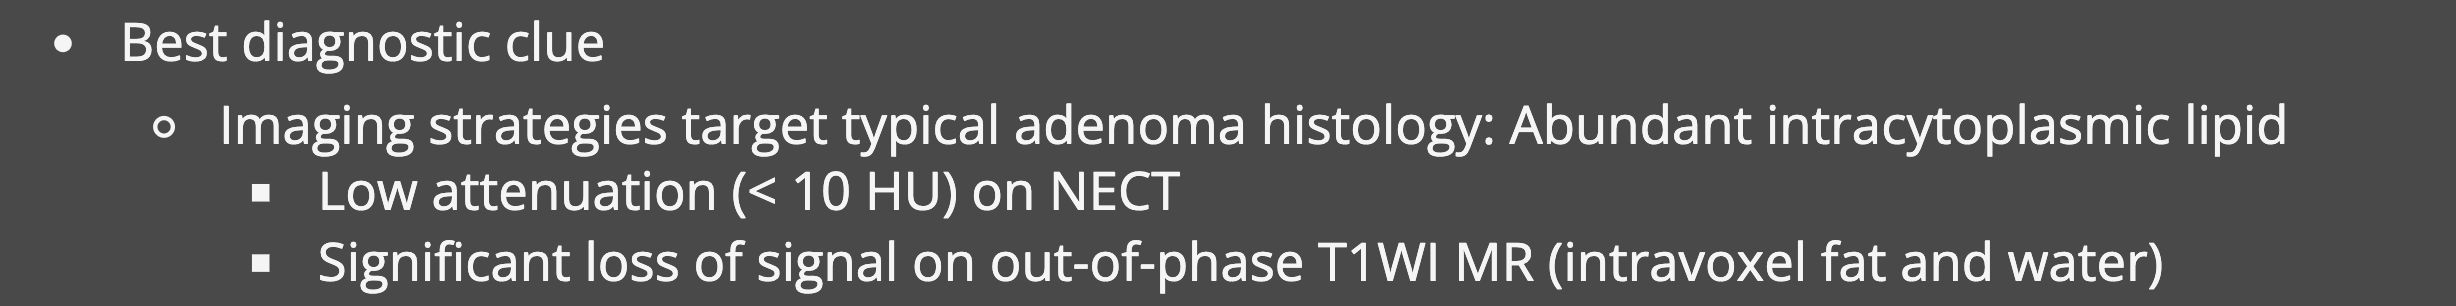 • Best diagnostic clue
◦ Imaging strategies target typical adenoma histology: Abundant intracytoplasmic lipid
▪ Low attenuation (< 10 HU) on NECT
▪ Significant loss of signal on out-of-phase T1WI MR (intravoxel fat and water)